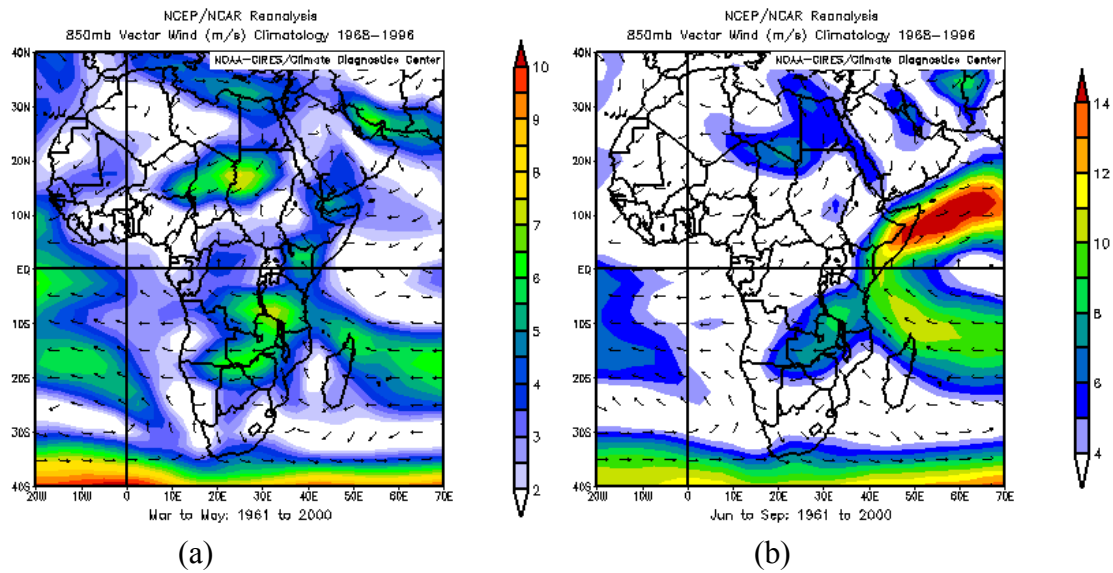 NCEP/NCAR Reanalysis
850mb Vector Wind (m/s) Climatology 1968-1996
NOAA-CIRES/Climate Diagnostics Center
40N
30N
20N
10N
EQ
10S
20S
30S
40S
20W 10W 0 10E 20E 30E 40E 50E 60E 70E
Mar to May: 1961 to 2000
10
9
8
7
6
5
4
3
2
(a)
NCEP/NCAR Reanalysis
850mb Vector Wind (m/s) Climatology 1968-1996
NOAA-CIRES/Climate Diagnostics Center
40N
30N
20N
10N
EQ
10S
20S
30S
40S
20W 10W 0 10E 20E 30E 40E 50E 60E 70E
Jun to Sep: 1961 to 2000
14
12
10
8
6
4
(b)